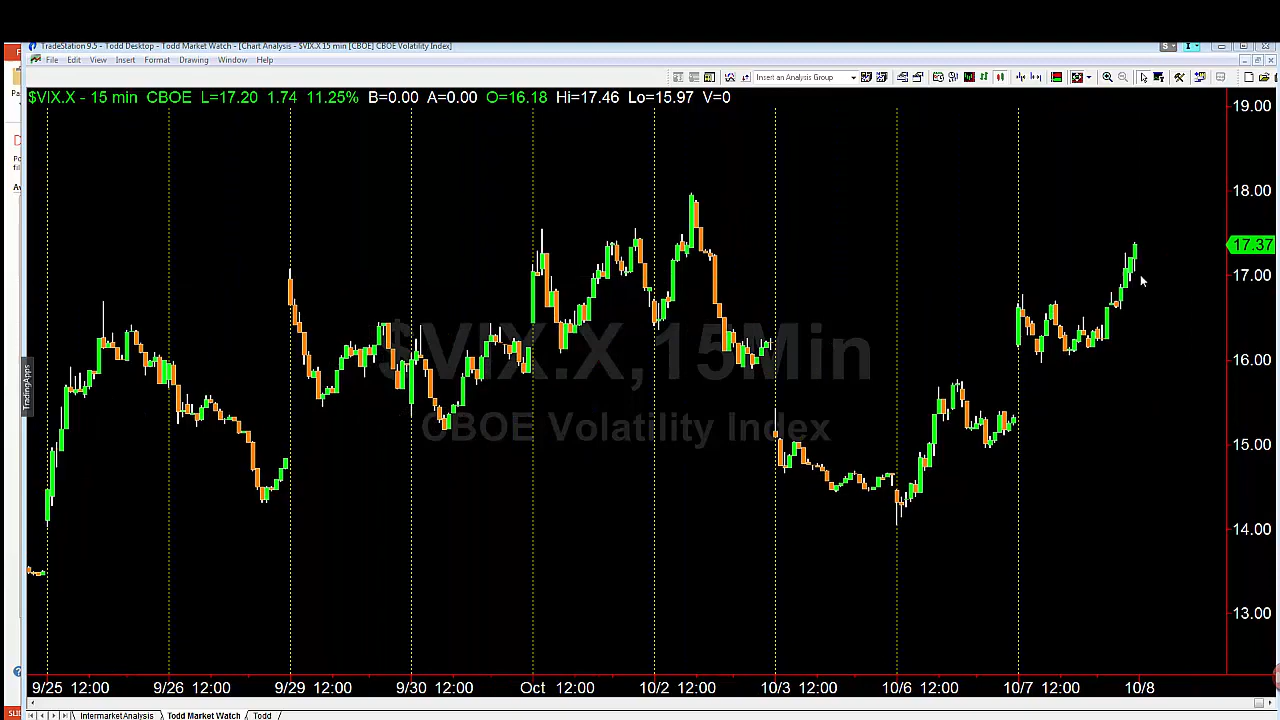 TradeStation 9.5 - Todd Desktop - Todd Market Watch - [Chart Analysis - $VIX.X 15 min [CBOE] CBOE Volatility Index]
File Edit View Insert Format Drawing Window Help
Insert an Analysis Group
$VIX.X - 15 min CBOE L=17.20 1.74 11.25% B=0.00 A=0.00 O=16.18 Hi=17.46 Lo=15.97 V=0
19.00
18.00
17.37
17.00
16.00
15.00
14.00
13.00
$VIX.X,15Min
CBOE Volatility Index
TradingApps
9/25 12:00 9/26 12:00 9/29 12:00 9/30 12:00 Oct 12:00 10/2 12:00 10/3 12:00 10/6 12:00 10/7 12:00 10/8
IntermarketAnalysis Todd Market Watch Todd